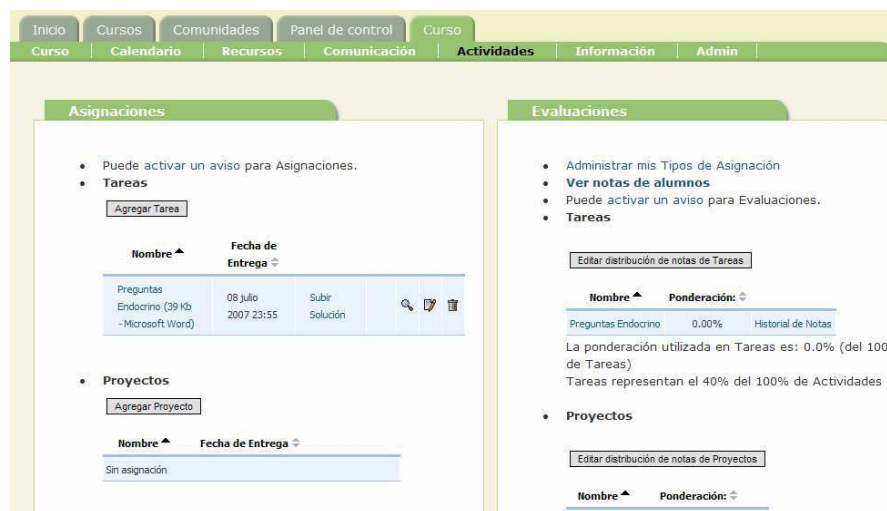 Inicio Cursos Comunidades Panel de control Curso
Curso Calendario Recursos Comunicación Actividades Información Admin
Asignaciones
Puede activar un aviso para Asignaciones.
Tareas
Agregar Tarea
Nombre Fecha de
Entrega
Preguntas
Endocrino (39 Kb
- Microsoft Word)
08 julio
2007 23:55
Subir
Solución
Proyectos
Agregar Proyecto
Nombre Fecha de Entrega
Sin asignación
Evaluaciones
Administrar mis Tipos de Asignación
Ver notas de alumnos
Puede activar un aviso para Evaluaciones.
Tareas
Editar distribución de notas de Tareas
Nombre Ponderación:
Preguntas Endocrino 0.00% Historial de Notas
La ponderación utilizada en Tareas es: 0.0% (del 100
de Tareas)
Tareas representan el 40% del 100% de Actividades
Proyectos
Editar distribución de notas de Proyectos
Nombre Ponderación: